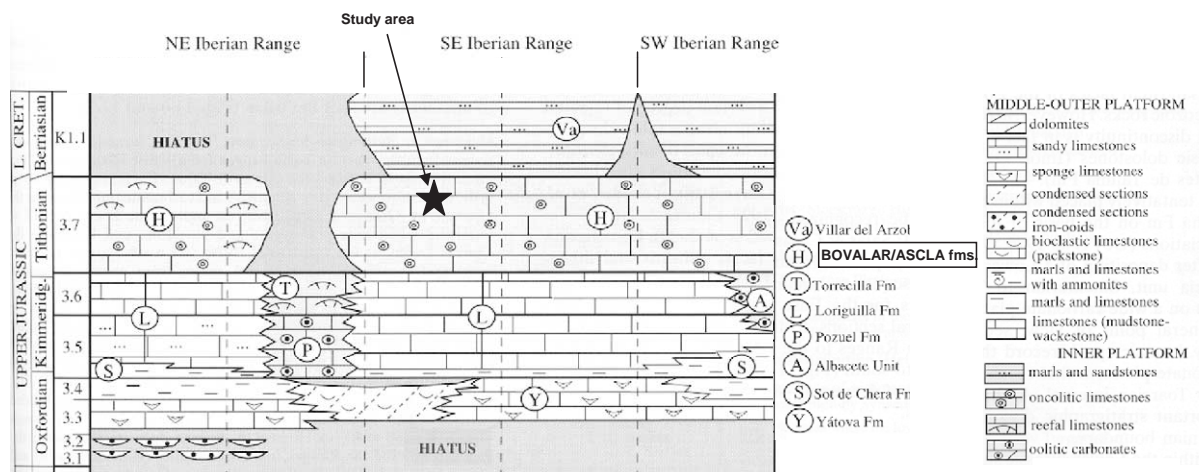 Study area
NE Iberian Range
SE Iberian Range
SW Iberian Range
L. CRET.
Berriasian
K1.1
HIATUS
Va
UPPER JURASSIC
Tithonian
3.7
H
H
Kimmeridg.
3.6
T
L
L
A
3.5
P
S
S
Oxfordian
3.4
3.3
Y
3.2
3.1
HIATUS
Va Villar del Arzol
H BOVALAR/ASCLA fms.
T Torrecilla Fm
L Loriguilla Fm
P Pozuel Fm
A Albacete Unit
S Sot de Chera Fm
Y Yátova Fm
MIDDLE-OUTER PLATFORM
dolomites
sandy limestones
sponge limestones
condensed sections
condensed sections
iron-ooids
bioclastic limestones
(packstone)
marls and limestones
with ammonites
marls and limestones
limestones (mudstone-
wackestone)
INNER PLATFORM
marls and sandstones
oncolitic limestones
reefal limestones
oolitic carbonates